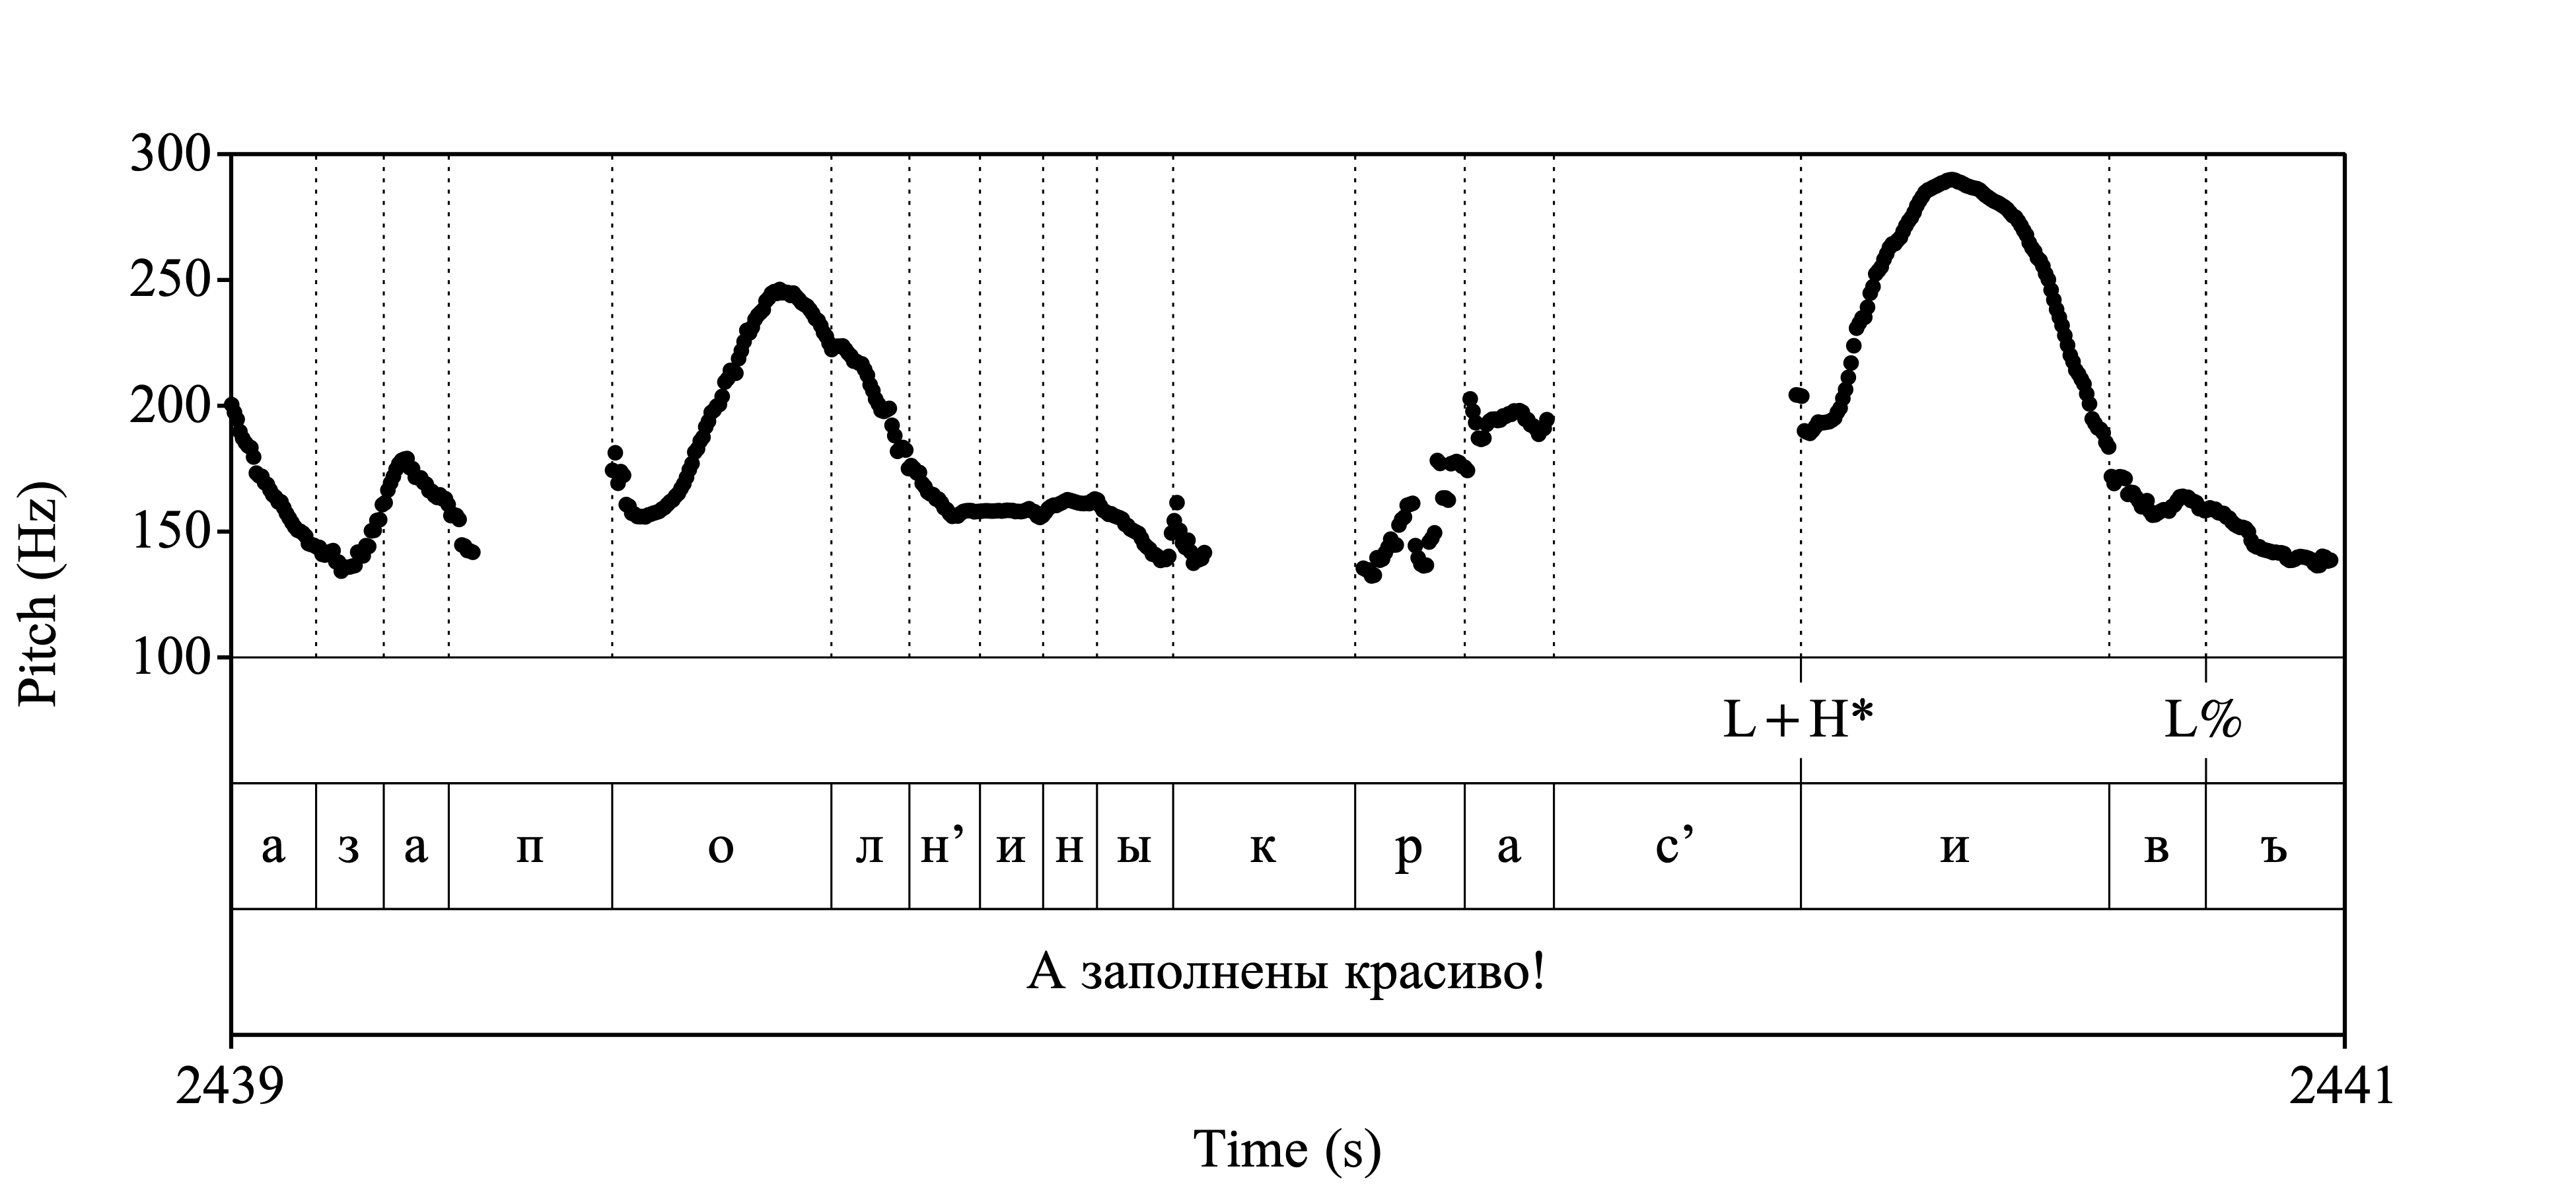 300
250
200
150
100
Pitch (Hz)
L+H* L%
а з а п о л н’ и н ы к р а с’ и в ъ
А заполнены красиво!
2439 2441
Time (s)